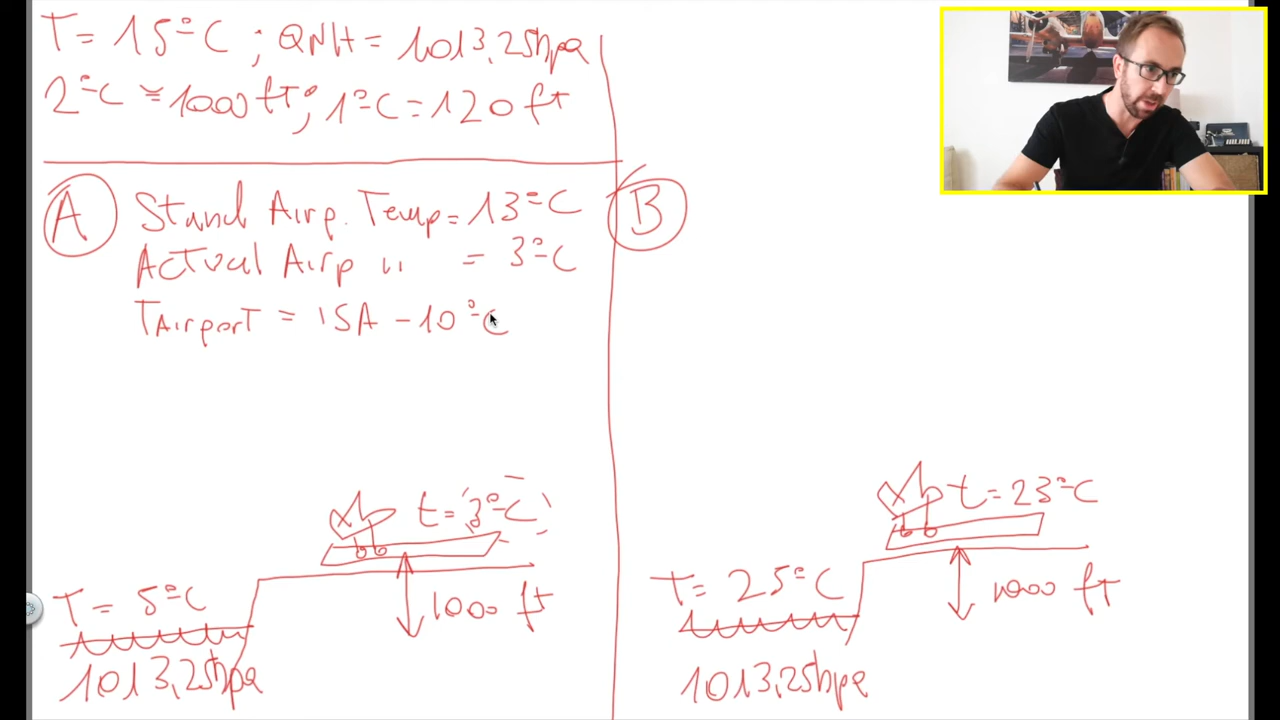 T = 15°C ; QNH = 1013,25hpa
2°C ≃ 1000 ft ; 1°C = 120 ft
A
Stand Airp. Temp = 13°C
Actual Airp " = 3°C
TAirport = ISA - 10°C
t = 3°C
T = 5°C
1000 ft
1013,25hpa
B
t = 23°C
T = 25°C
1000 ft
1013,25hpa